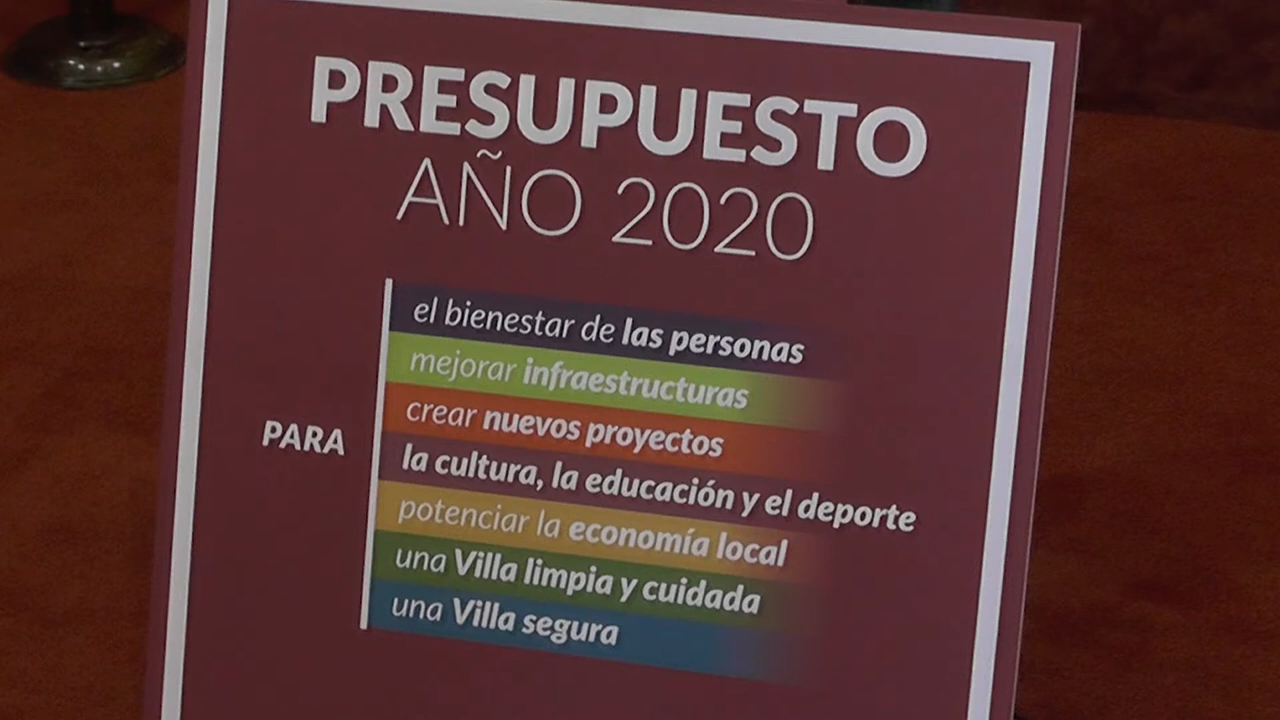 PRESUPUESTO
AÑO 2020
PARA
el bienestar de las personas
mejorar infraestructuras
crear nuevos proyectos
la cultura, la educación y el deporte
potenciar la economía local
una Villa limpia y cuidada
una Villa segura